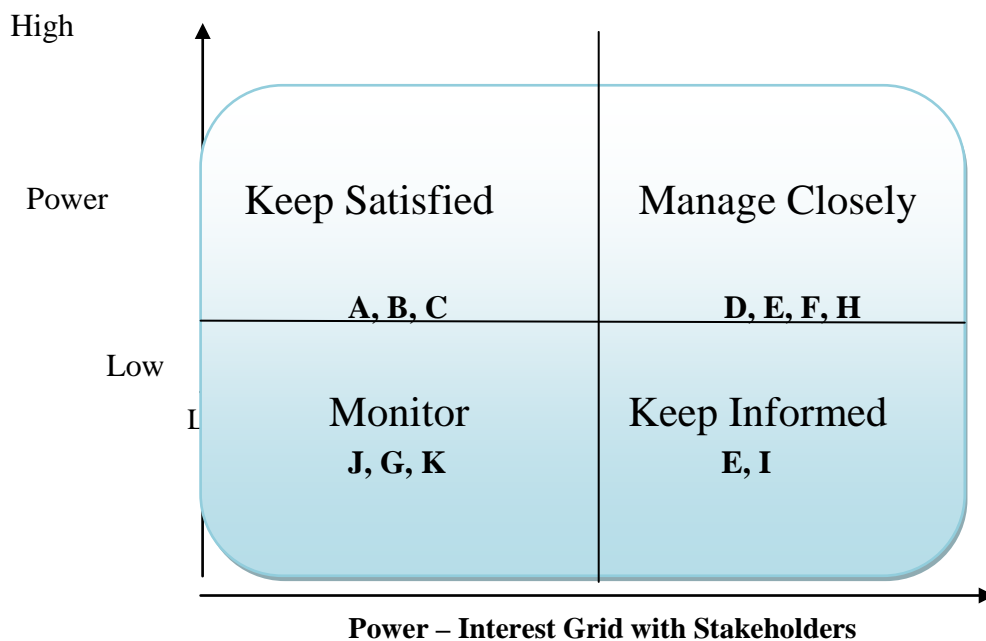 High
Power
Keep Satisfied
Manage Closely
A, B, C
D, E, F, H
Low
L
Monitor
Keep Informed
J, G, K
E, I
Power – Interest Grid with Stakeholders